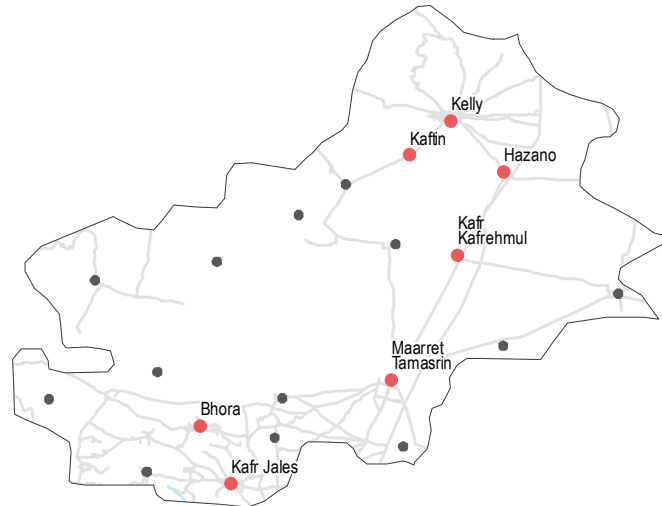 Kelly
Kaftin
Hazano
Kafr
Kafrehmul
Maarret
Tamasrin
Bhora
Kafr Jales